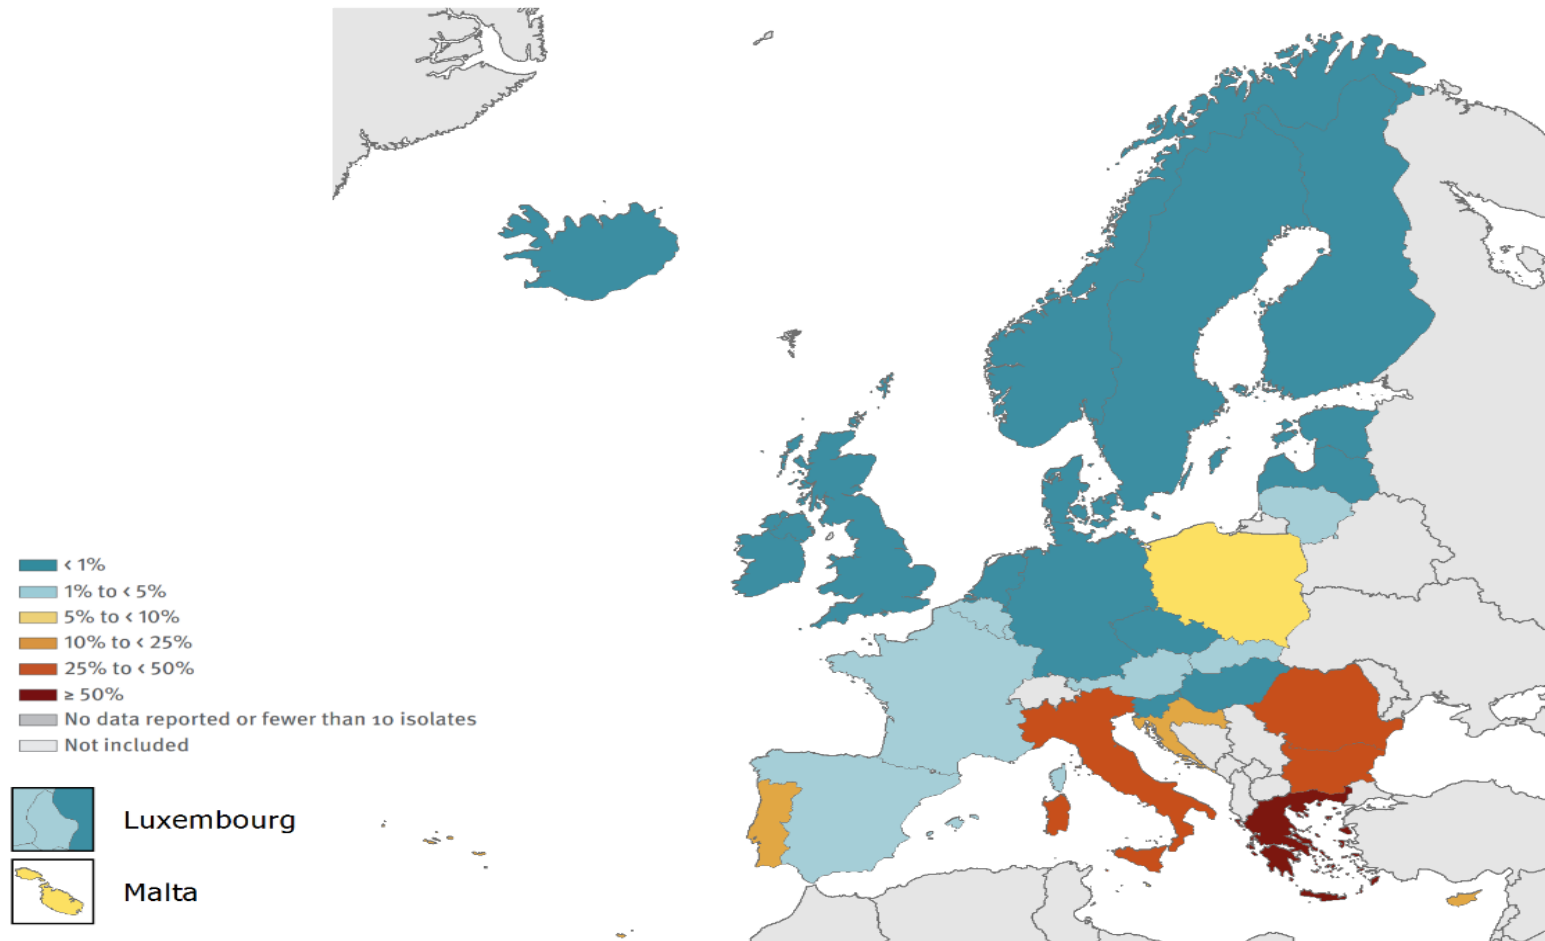 < 1%
1% to < 5%
5% to < 10%
10% to < 25%
25% to < 50%
≥ 50%
No data reported or fewer than 10 isolates
Not included
Luxembourg
Malta